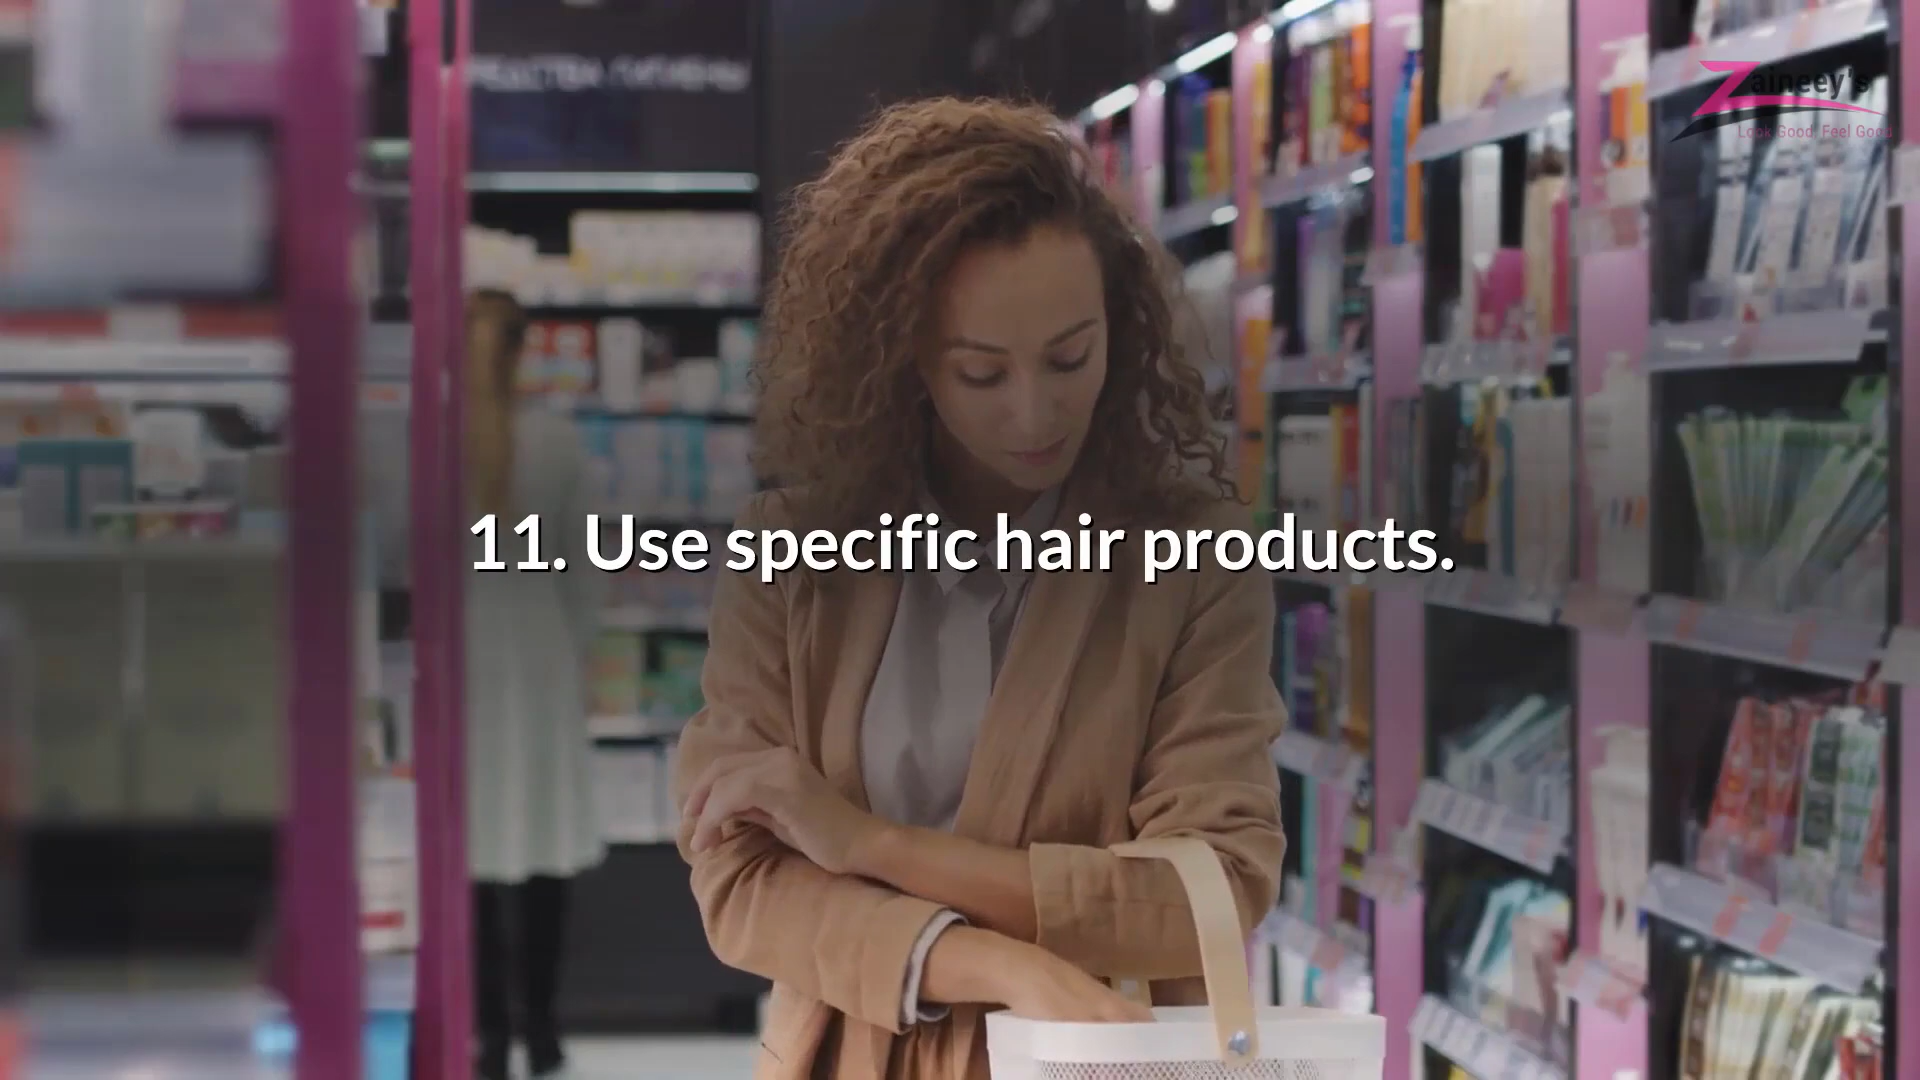 Zaineey's
Look Good, Feel Good
11. Use specific hair products.